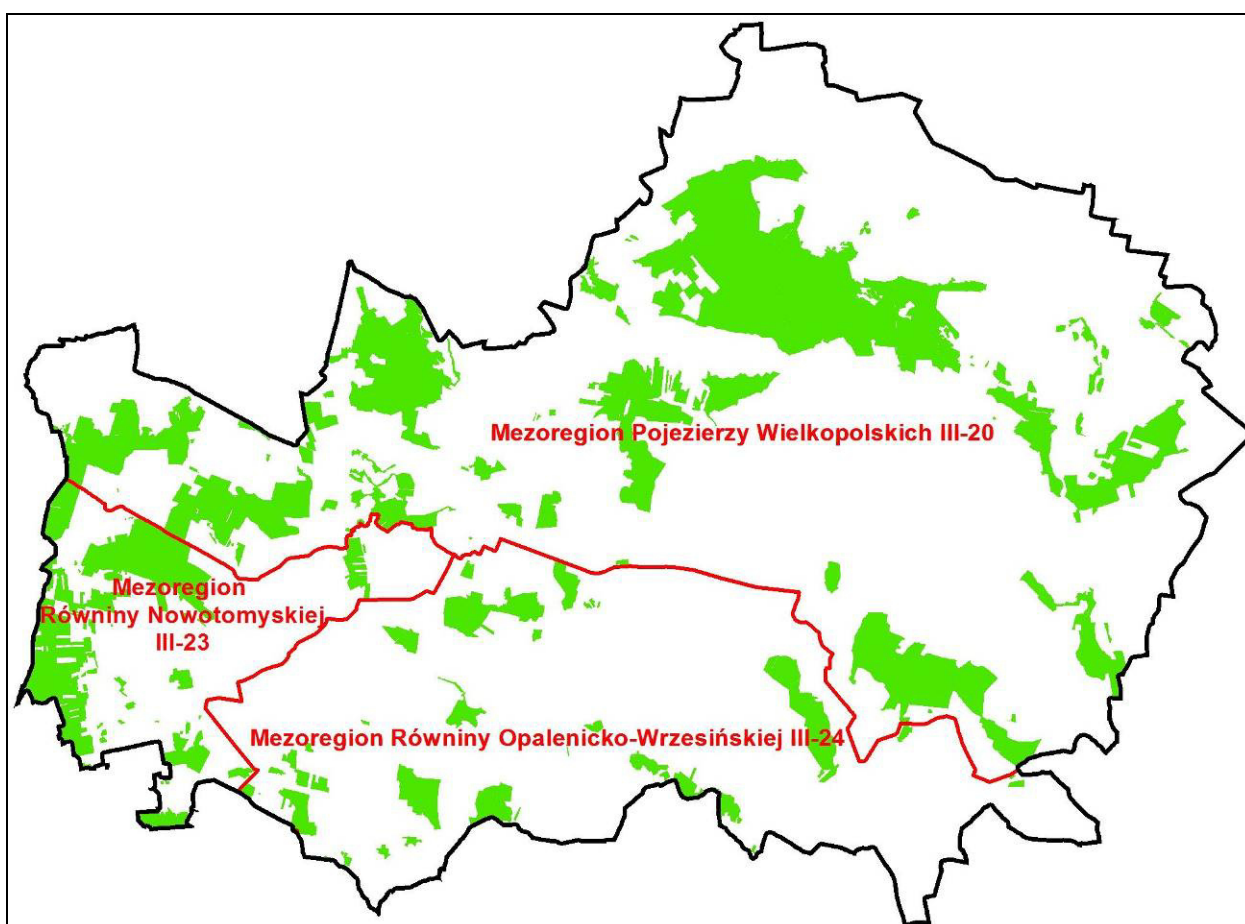 Mezoregion Pojezierzy Wielkopolskich III-20
Mezoregion
Równiny Nowotomyskiej
III-23
Mezoregion Równiny Opalenicko-Wrzesińskiej III-24